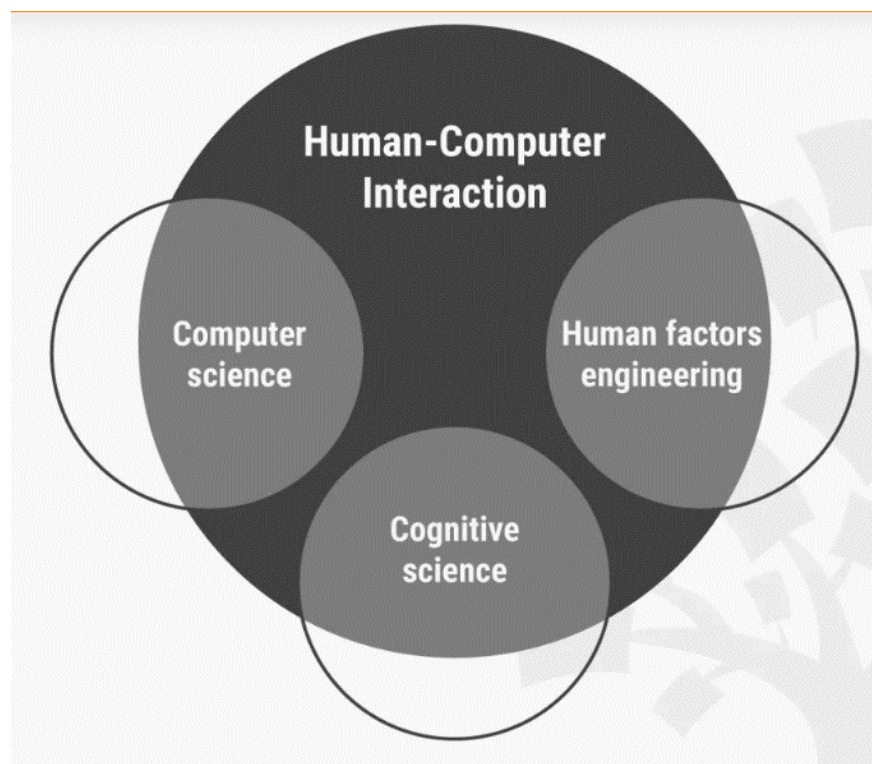 Human-Computer
Interaction
Computer
science
Human factors
engineering
Cognitive
science